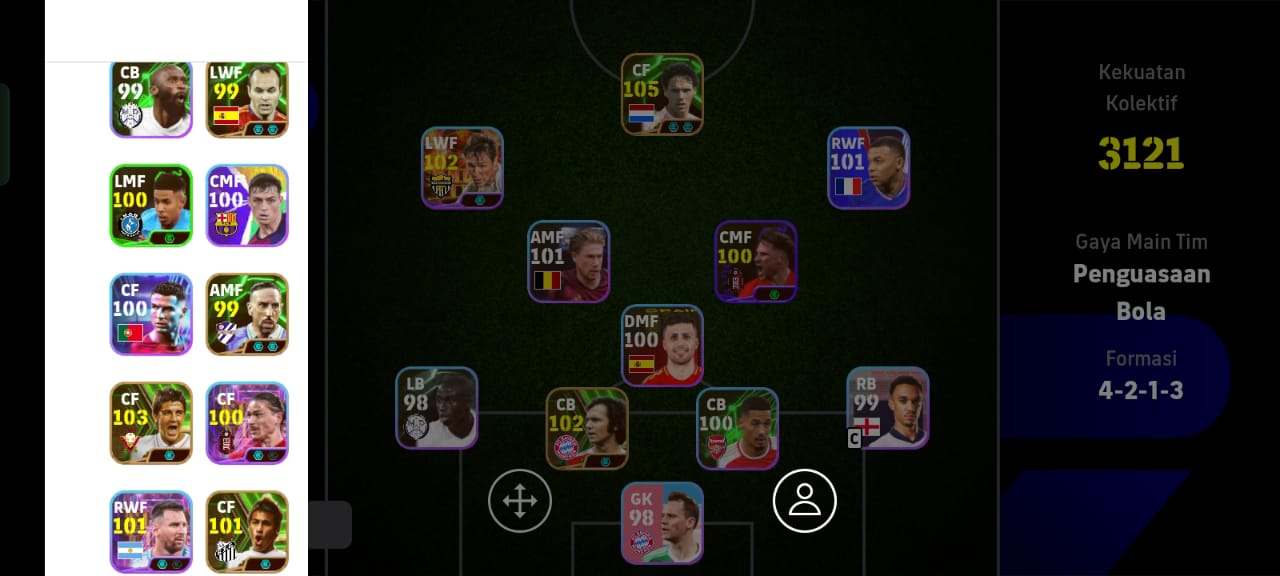 CB
99
LWF
99
LMF
100
CMF
100
CF
100
AMF
99
CF
103
CF
100
RWF
101
CF
101
CF
105
LWF
102
RWF
101
AMF
101
CMF
100
DMF
100
LB
98
CB
102
CB
100
RB
99
C
GK
98
Kekuatan
Kolektif
3121
Gaya Main Tim
Penguasaan
Bola
Formasi
4-2-1-3